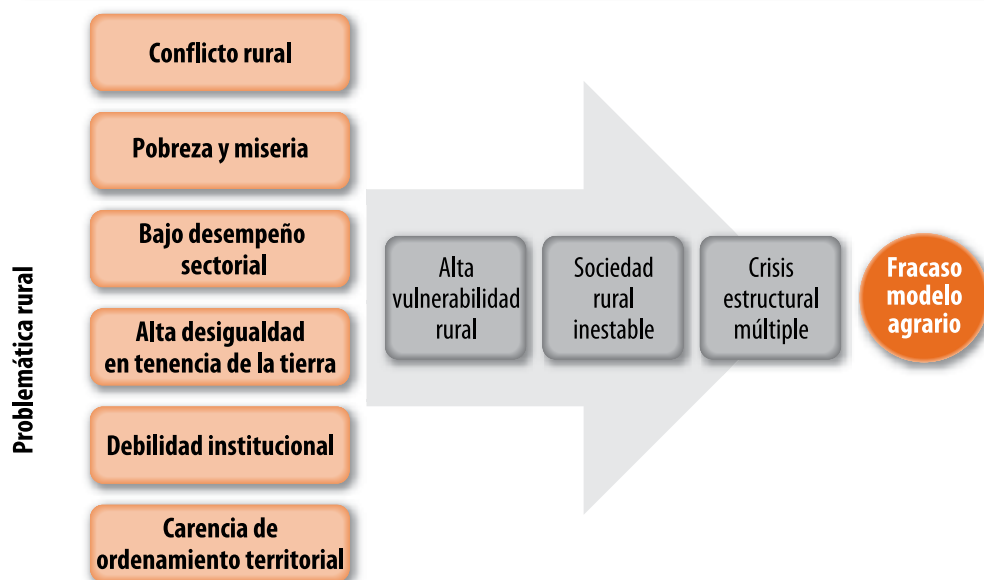 Problemática rural
Conflicto rural
Pobreza y miseria
Bajo desempeño
sectorial
Alta desigualdad
en tenencia de la tierra
Debilidad institucional
Carencia de
ordenamiento territorial
Alta
vulnerabilidad
rural
Sociedad
rural
inestable
Crisis
estructural
múltiple
Fracaso
modelo
agrario